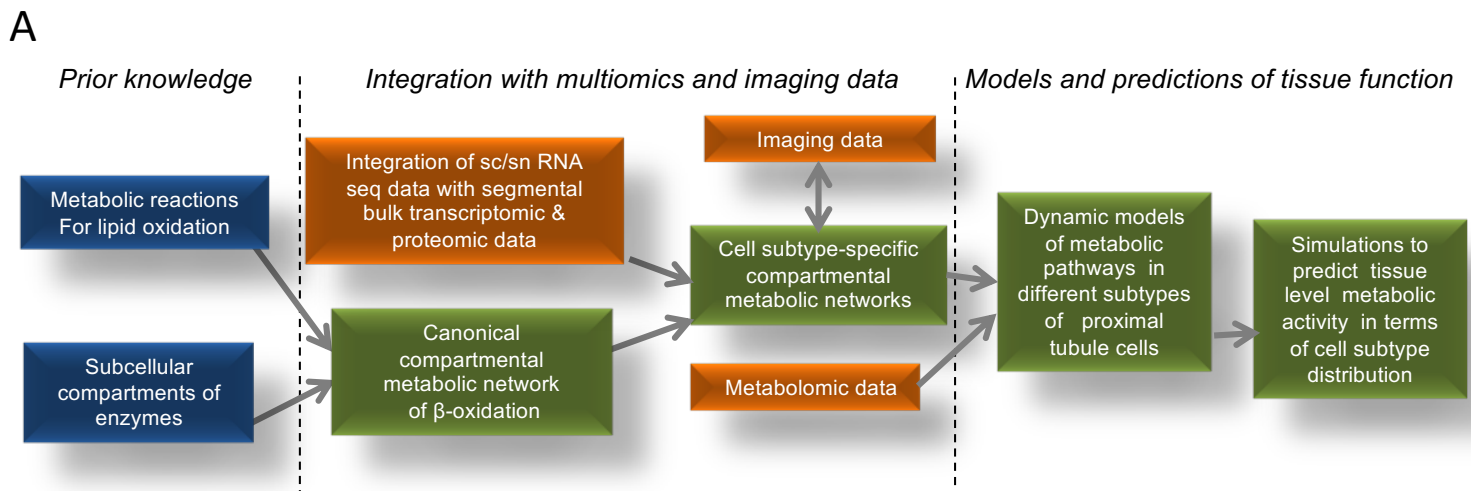 A
Prior knowledge
Integration with multiomics and imaging data
Models and predictions of tissue function
Metabolic reactions
For lipid oxidation
Subcellular
compartments of
enzymes
Integration of sc/sn RNA
seq data with segmental
bulk transcriptomic &
proteomic data
Canonical
compartmental
metabolic network
of β-oxidation
Imaging data
Cell subtype-specific
compartmental
metabolic networks
Metabolomic data
Dynamic models
of metabolic
pathways in
different subtypes
of proximal
tubule cells
Simulations to
predict tissue
level metabolic
activity in terms
of cell subtype
distribution